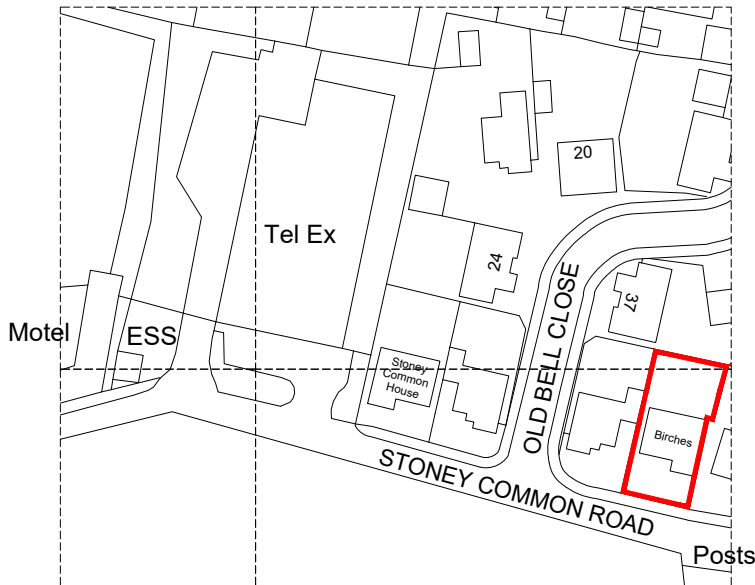 20
Tel Ex
24
OLD BELL CLOSE
37
Motel
ESS
Stoney
Common
House
Birches
STONEY COMMON ROAD
Posts